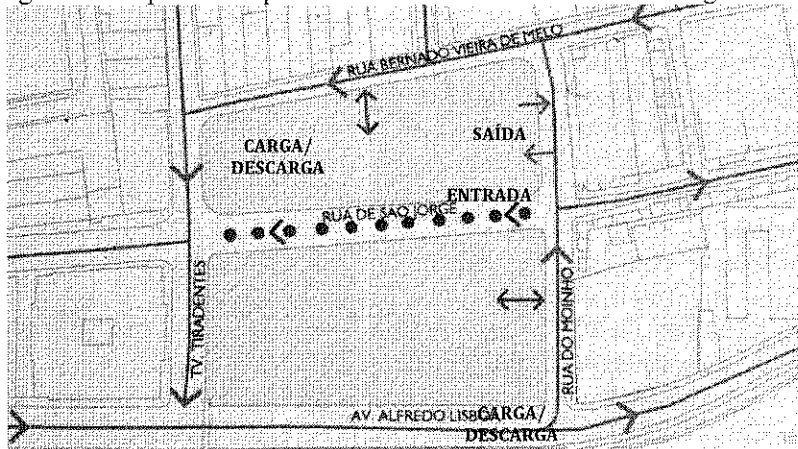 RUA BERNADO VIEIRA DE MELO
CARGA/
DESCARGA
SAÍDA
ENTRADA
RUA DE SAO JORGE
TV. TIRADENTES
RUA DO MOINHO
AV. ALFREDO LISBOA
CARGA/
DESCARGA